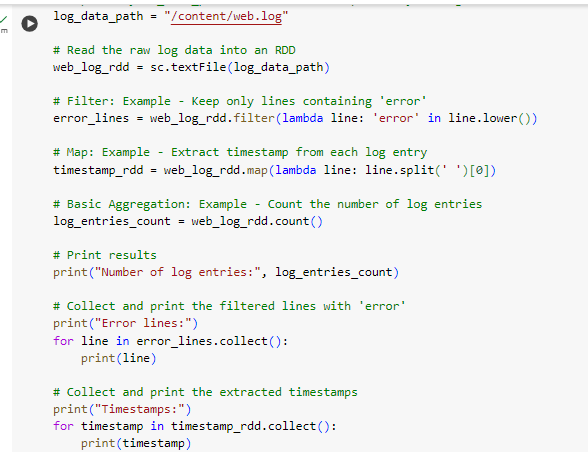 log_data_path = "/content/web.log"
# Read the raw log data into an RDD
web_log_rdd = sc.textFile(log_data_path)
# Filter: Example - Keep only lines containing 'error'
error_lines = web_log_rdd.filter(lambda line: 'error' in line.lower())
# Map: Example - Extract timestamp from each log entry
timestamp_rdd = web_log_rdd.map(lambda line: line.split(' ')[0])
# Basic Aggregation: Example - Count the number of log entries
log_entries_count = web_log_rdd.count()
# Print results
print("Number of log entries:", log_entries_count)
# Collect and print the filtered lines with 'error'
print("Error lines:")
for line in error_lines.collect():
    print(line)
# Collect and print the extracted timestamps
print("Timestamps:")
for timestamp in timestamp_rdd.collect():
    print(timestamp)